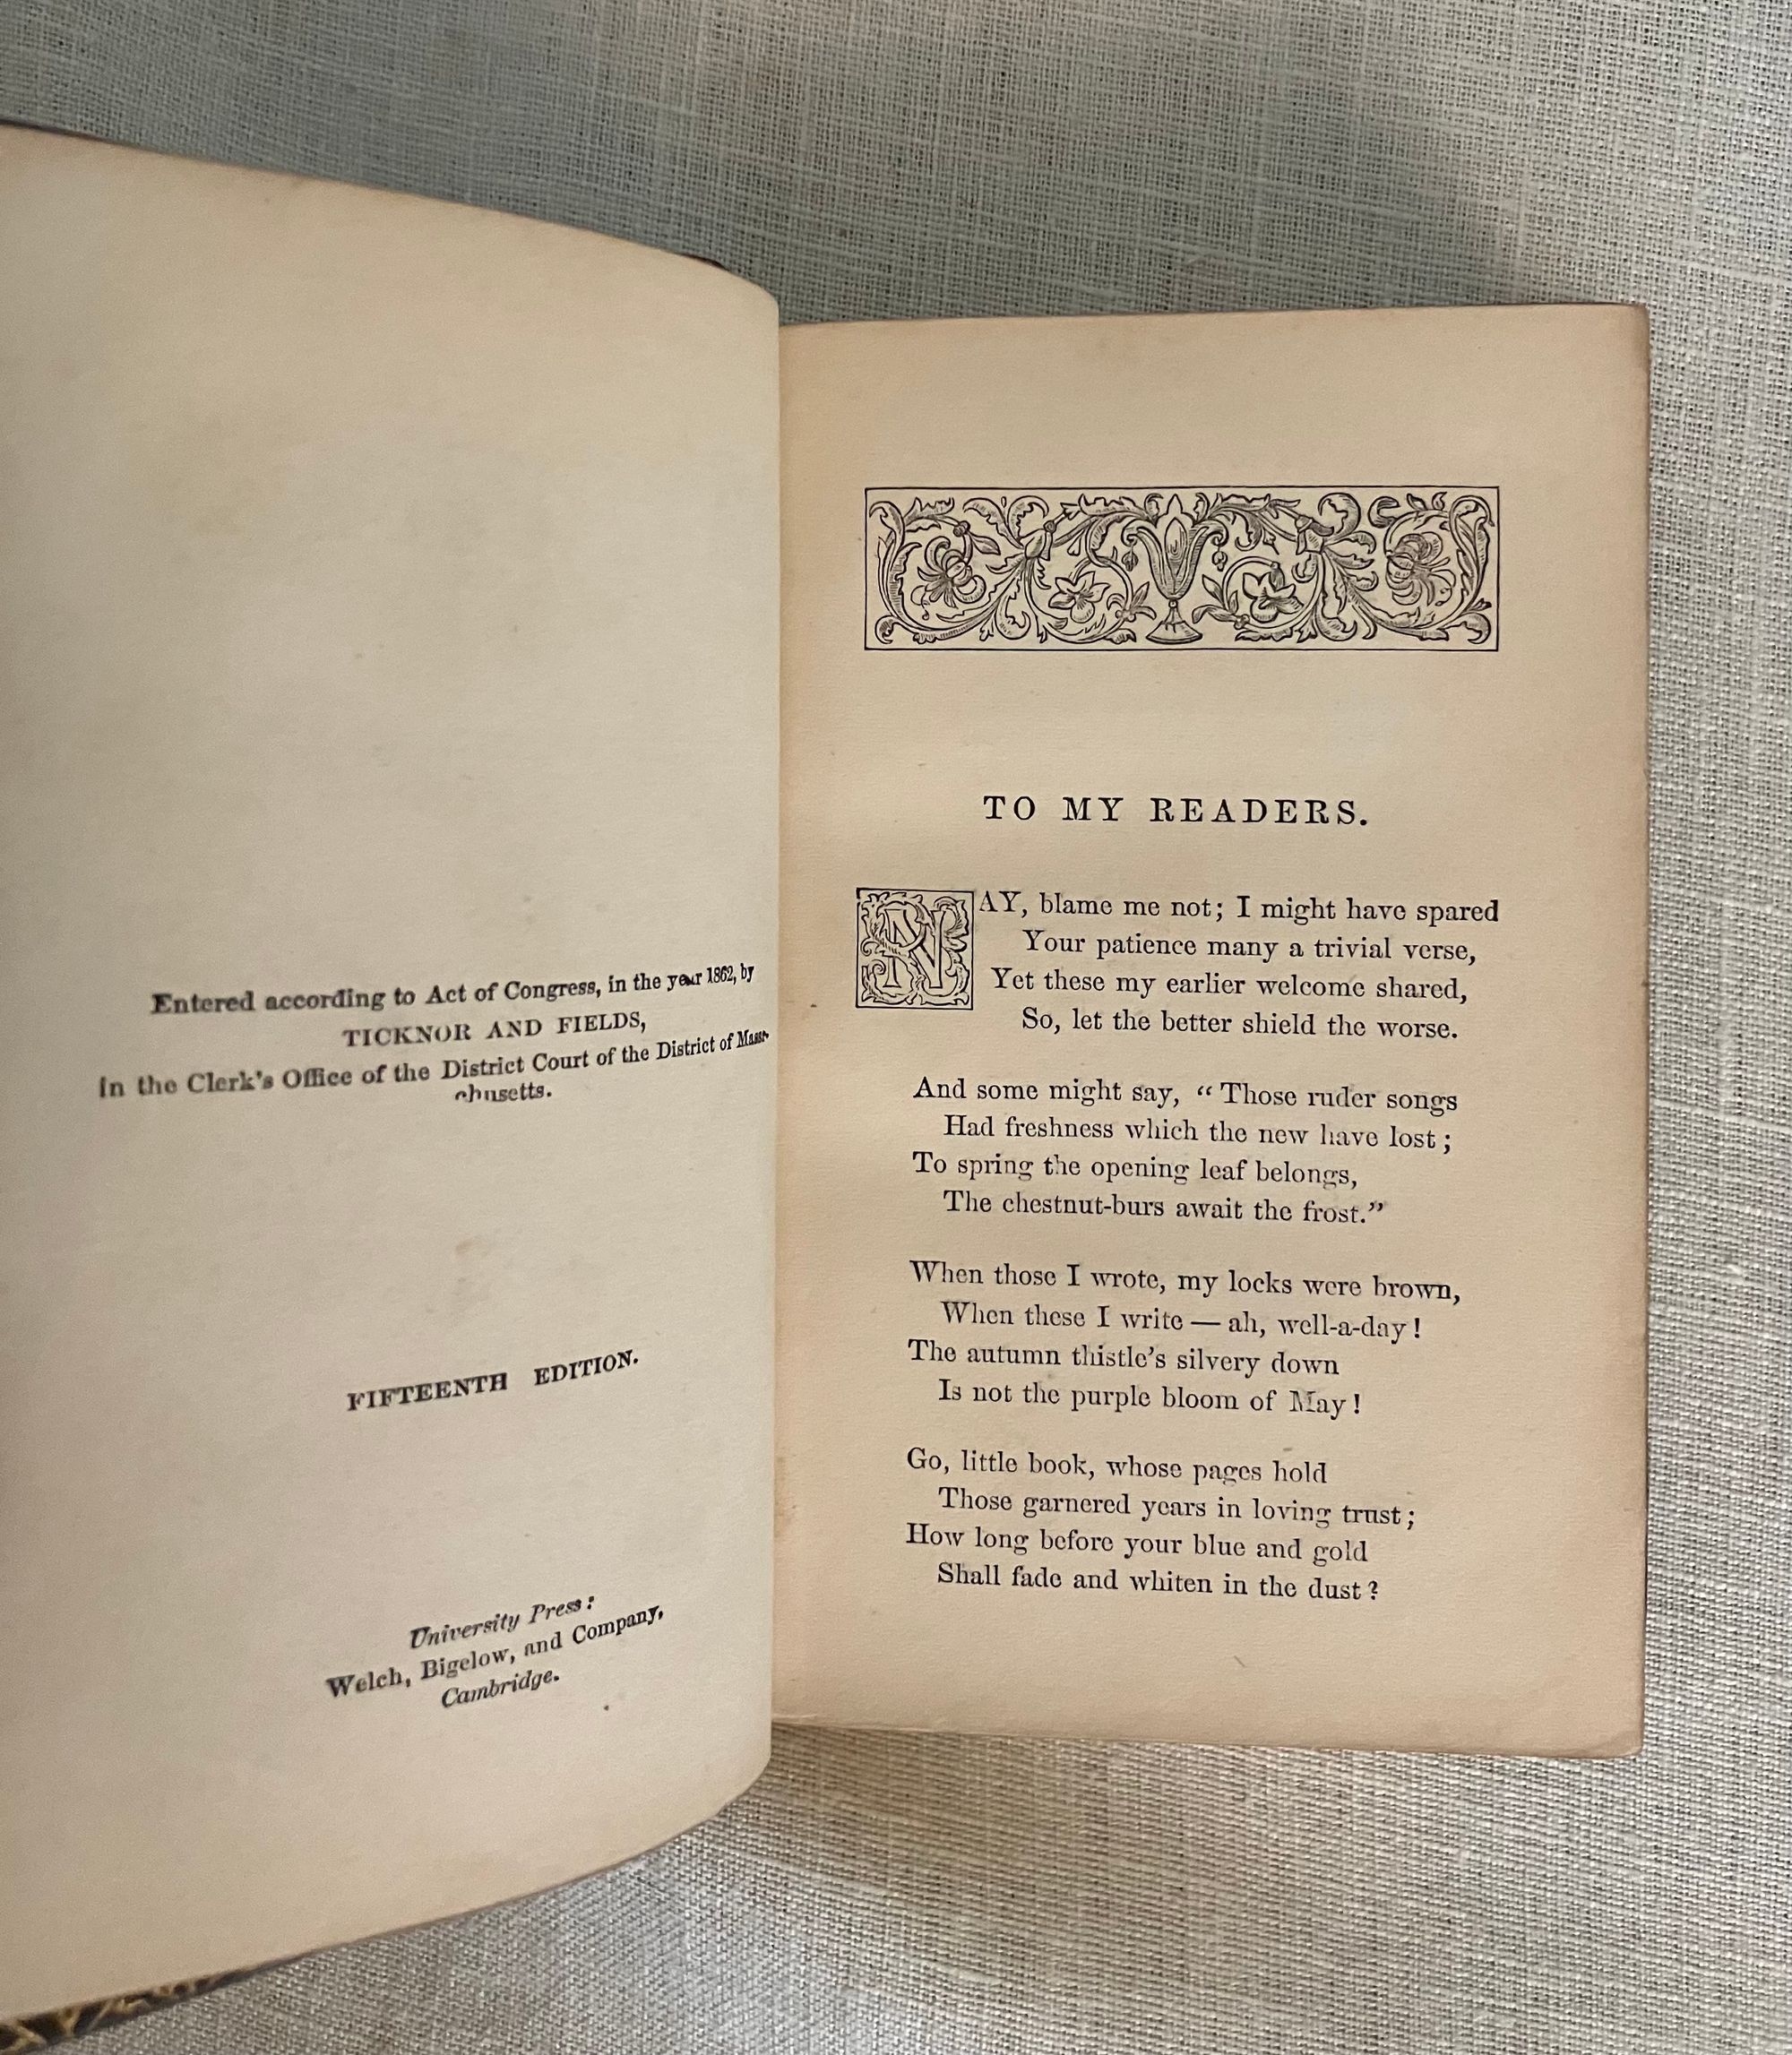 Entered according to Act of Congress, in the year 1862, by
TICKNOR AND FIELDS,
in the Clerk's Office of the District Court of the District of Massa-
chusetts.
FIFTEENTH EDITION.
University Press:
Welch, Bigelow, and Company,
Cambridge.
TO MY READERS.
NAY, blame me not; I might have spared
Your patience many a trivial verse,
Yet these my earlier welcome shared,
So, let the better shield the worse.
And some might say, “Those ruder songs
Had freshness which the new have lost;
To spring the opening leaf belongs,
The chestnut-burs await the frost.”
When those I wrote, my locks were brown,
When these I write — ah, well-a-day!
The autumn thistle's silvery down
Is not the purple bloom of May!
Go, little book, whose pages hold
Those garnered years in loving trust;
How long before your blue and gold
Shall fade and whiten in the dust?